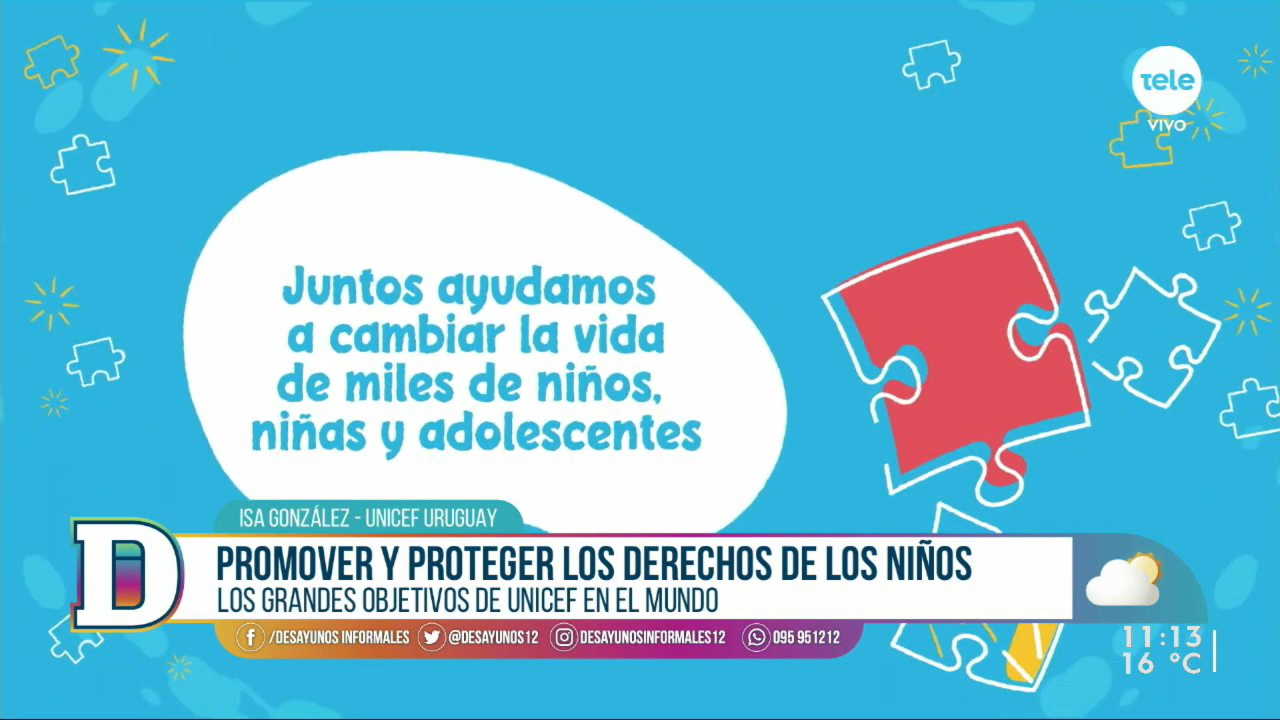 tele
VIVO
Juntos ayudamos
a cambiar la vida
de miles de niños,
niñas y adolescentes
ISA GONZÁLEZ - UNICEF URUGUAY
D
PROMOVER Y PROTEGER LOS DERECHOS DE LOS NIÑOS
LOS GRANDES OBJETIVOS DE UNICEF EN EL MUNDO
/DESAYUNOS INFORMALES @DESAYUNOS12 DESAYUNOSINFORMALES12 095 951212
11:13
16 °C